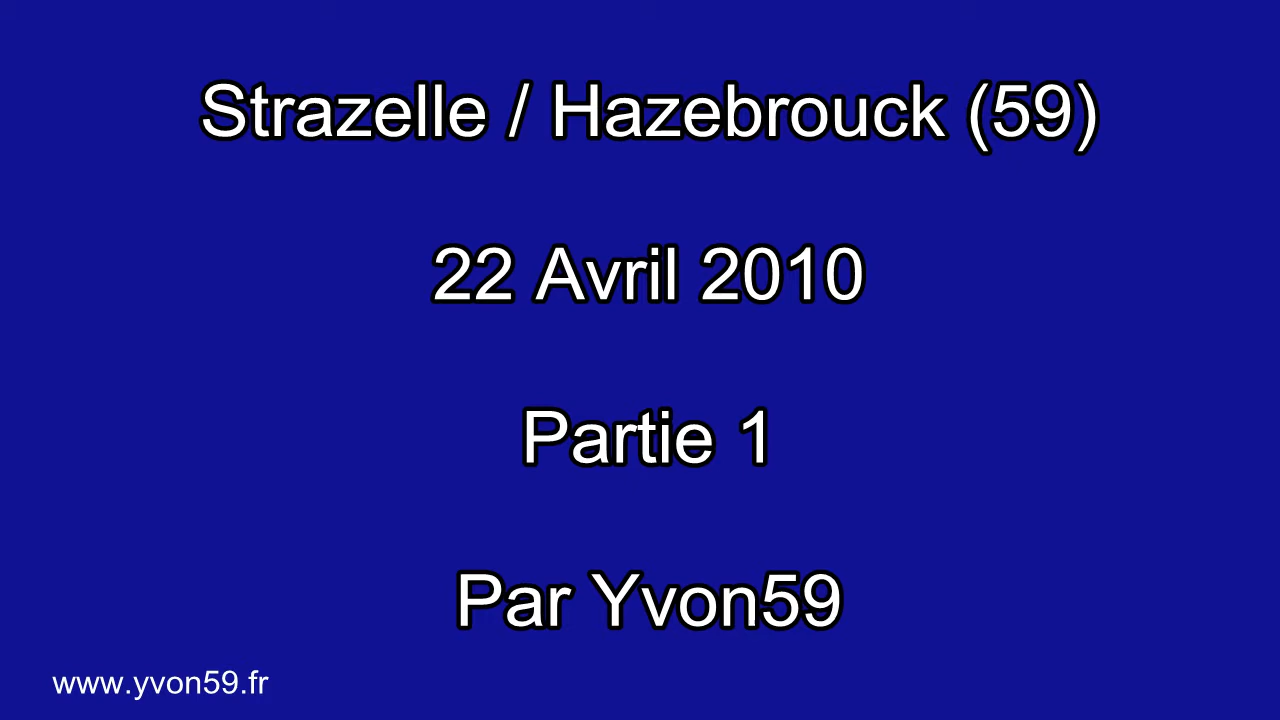 Strazelle / Hazebrouck (59)
22 Avril 2010
Partie 1
Par Yvon59
www.yvon59.fr